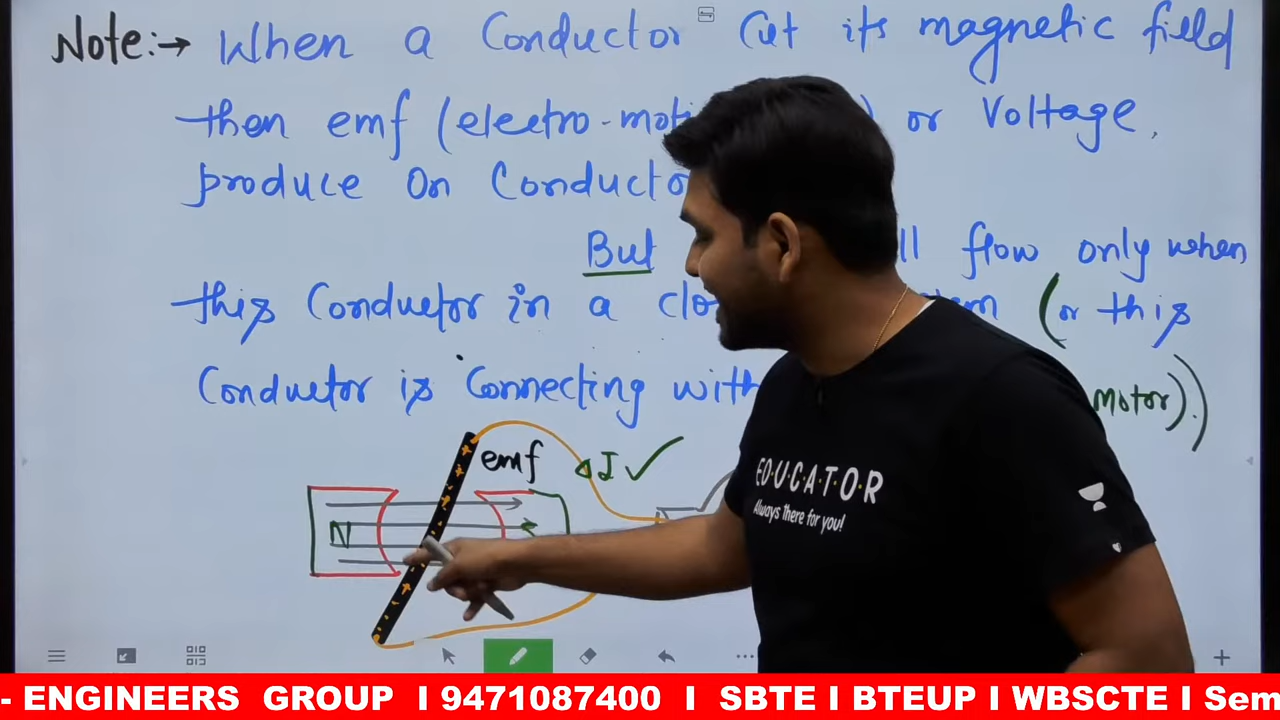 Note:→ When a Conductor Cut its magnetic field
then emf (electro-moti ) or Voltage,
produce On Conducto
But ll flow only when
this Conductor in a clo (or this
Conductor is Connecting with Motor)).
emf
I ✓
N
EDUCATOR
Always there for you!
- ENGINEERS GROUP I 9471087400 I SBTE I BTEUP I WBSCTE I Sem